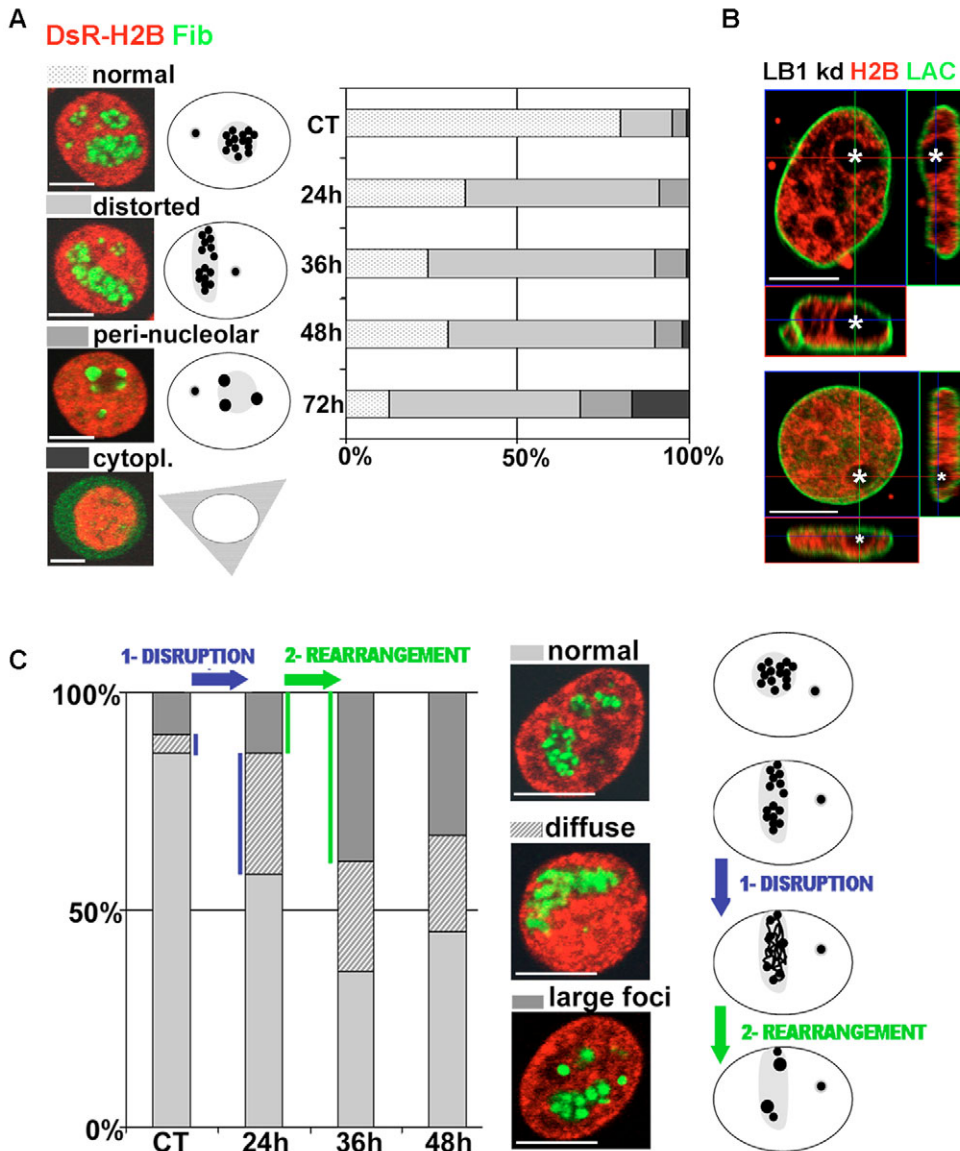 A
DsR-H2B Fib
normal
distorted
peri-nucleolar
cytopl.
CT
24h
36h
48h
72h
0% 50% 100%
B
LB1 kd H2B LAC
*
*
*
*
*
*
C
1- DISRUPTION
2- REARRANGEMENT
100%
50%
0%
CT 24h 36h 48h
normal
diffuse
large foci
1- DISRUPTION
2- REARRANGEMENT